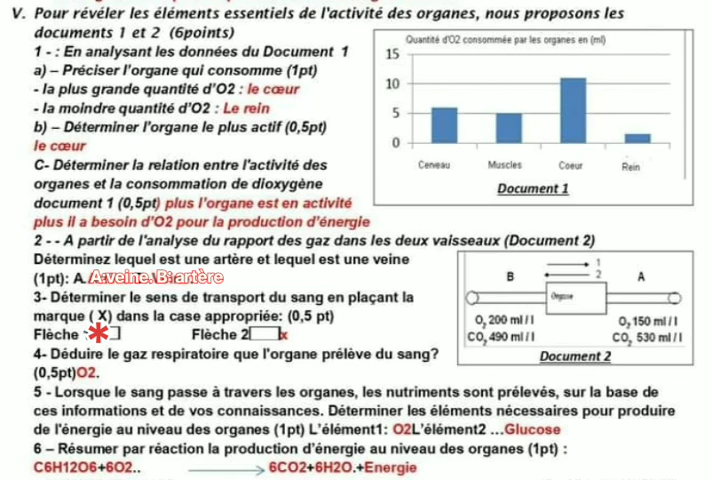 V. Pour révéler les éléments essentiels de l'activité des organes, nous proposons les
documents 1 et 2 (6points)
1 - : En analysant les données du Document 1
a) – Préciser l'organe qui consomme (1pt)
- la plus grande quantité d'O2 : le cœur
- la moindre quantité d'O2 : Le rein
b) – Déterminer l'organe le plus actif (0,5pt)
le cœur
C- Déterminer la relation entre l'activité des
organes et la consommation de dioxygène
document 1 (0,5pt) plus l'organe est en activité
plus il a besoin d'O2 pour la production d'énergie
Quantité d'O2 consommée par les organes en (ml)
15
10
5
0
Cerveau Muscles Coeur Rein
Document 1
2 - - A partir de l'analyse du rapport des gaz dans les deux vaisseaux (Document 2)
Déterminez lequel est une artère et lequel est une veine
(1pt): A. A:veine. B: artère
3- Déterminer le sens de transport du sang en plaçant la
marque ( X) dans la case appropriée: (0,5 pt)
Flèche Flèche 2 x
4- Déduire le gaz respiratoire que l'organe prélève du sang?
(0,5pt)O2.
1
2
B A
Organe
O2 200 ml / l O2 150 ml / l
CO2 490 ml / l CO2 530 ml / l
Document 2
5 - Lorsque le sang passe à travers les organes, les nutriments sont prélevés, sur la base de
ces informations et de vos connaissances. Déterminer les éléments nécessaires pour produire
de l'énergie au niveau des organes (1pt) L'élément1: O2L'élément2 ...Glucose
6 – Résumer par réaction la production d'énergie au niveau des organes (1pt) :
C6H12O6+6O2.. → 6CO2+6H2O.+Energie